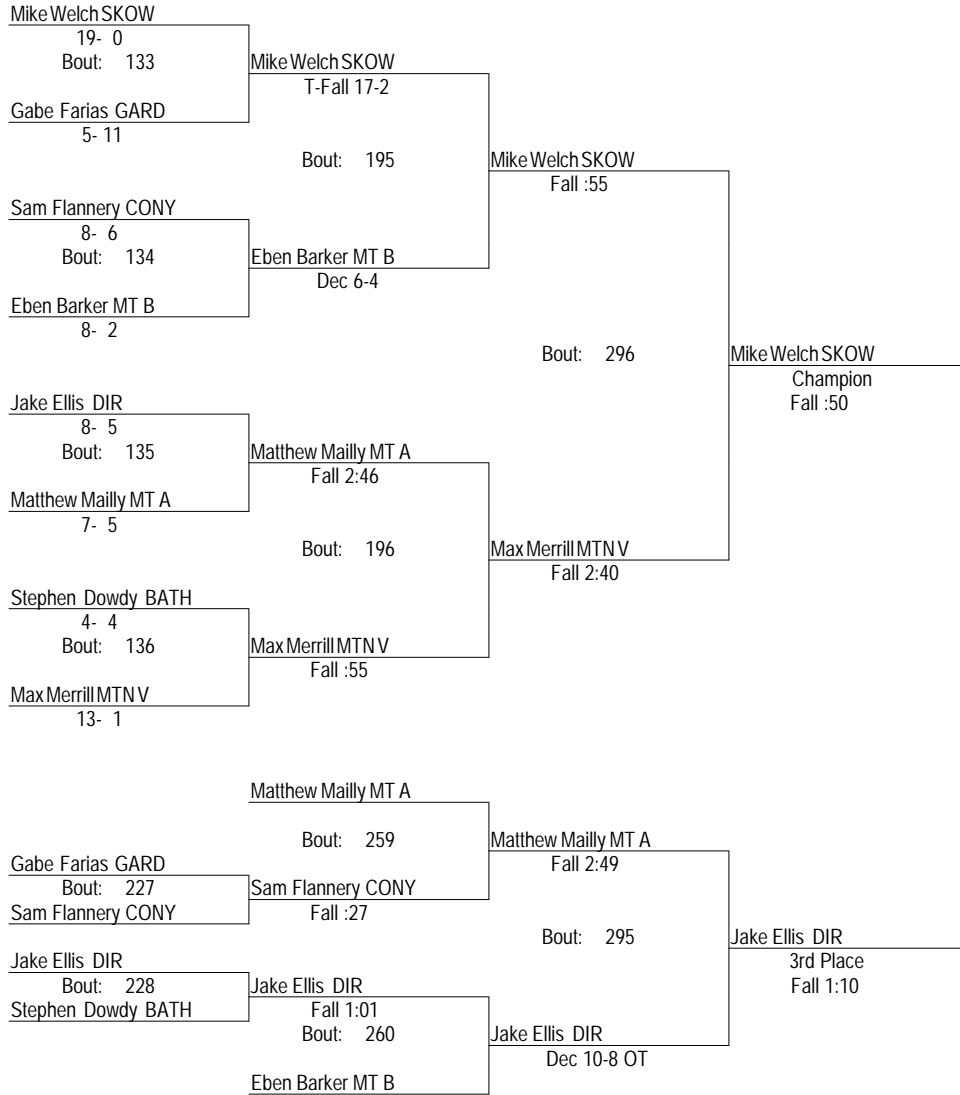 Mike Welch SKOW
19- 0
Bout: 133
Mike Welch SKOW
T-Fall 17-2
Gabe Farias GARD
5- 11
Bout: 195
Mike Welch SKOW
Fall :55
Sam Flannery CONY
8- 6
Bout: 134
Eben Barker MT B
Dec 6-4
Eben Barker MT B
8- 2
Bout: 296
Mike Welch SKOW
Champion
Fall :50
Jake Ellis DIR
8- 5
Bout: 135
Matthew Mailly MT A
Fall 2:46
Matthew Mailly MT A
7- 5
Bout: 196
Max Merrill MTN V
Fall 2:40
Stephen Dowdy BATH
4- 4
Bout: 136
Max Merrill MTN V
Fall :55
Max Merrill MTN V
13- 1
Matthew Mailly MT A
Bout: 259
Matthew Mailly MT A
Fall 2:49
Gabe Farias GARD
Bout: 227
Sam Flannery CONY
Fall :27
Sam Flannery CONY
Bout: 295
Jake Ellis DIR
3rd Place
Fall 1:10
Jake Ellis DIR
Bout: 228
Jake Ellis DIR
Fall 1:01
Stephen Dowdy BATH
Bout: 260
Jake Ellis DIR
Dec 10-8 OT
Eben Barker MT B